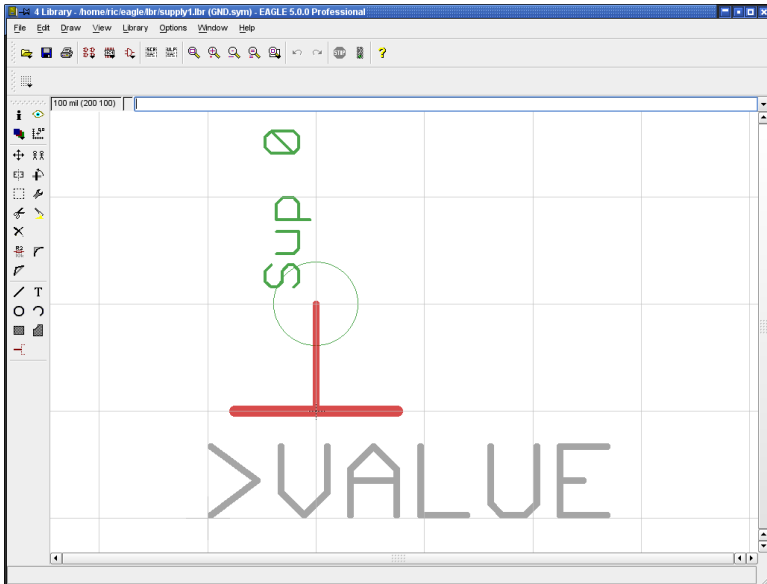 4 Library - /home/ric/eagle/lbr/supply1.lbr (GND.sym) - EAGLE 5.0.0 Professional
File Edit Draw View Library Options Window Help
100 mil (200 100)
Sup 0
>VALUE